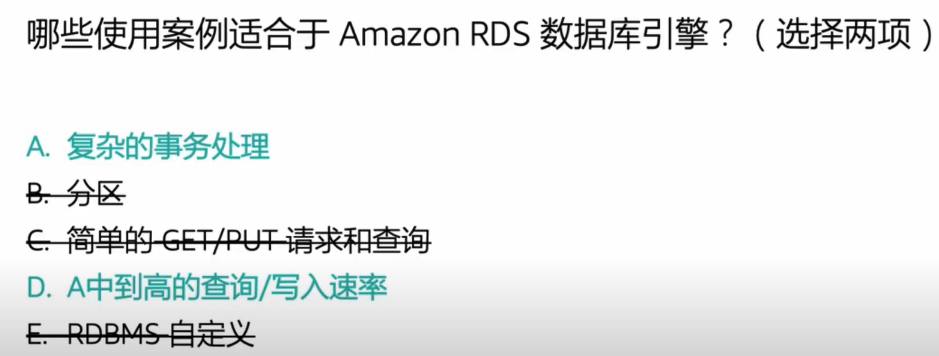 哪些使用案例适合于 Amazon RDS 数据库引擎？（选择两项）
A. 复杂的事务处理
B. 分区
C. 简单的 GET/PUT 请求和查询
D. A中到高的查询/写入速率
E. RDBMS 自定义